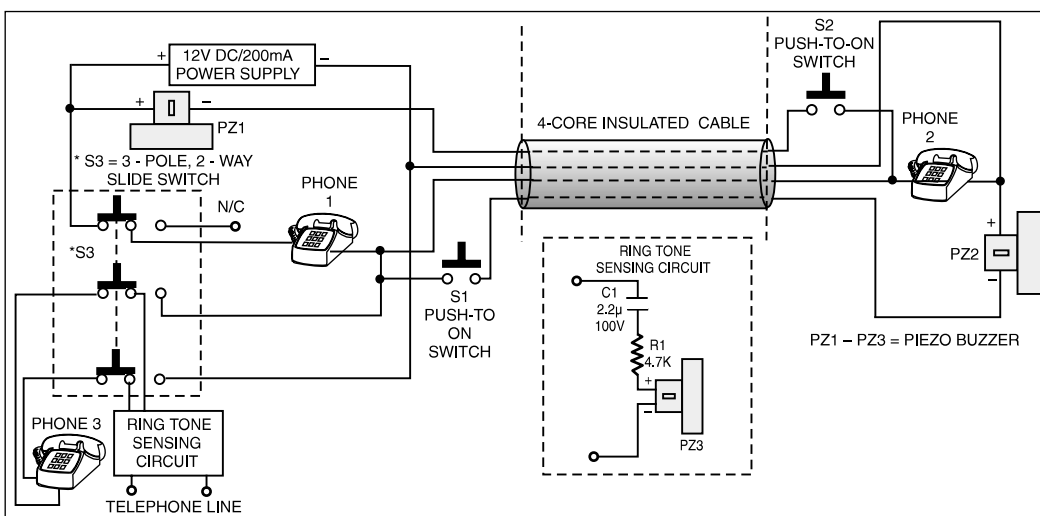 +
12V DC/200mA
POWER SUPPLY
–
+
–
PZ1
* S3 = 3 - POLE, 2 - WAY
SLIDE SWITCH
N/C
PHONE
1
*S3
S1
PUSH-TO
ON
SWITCH
PHONE 3
RING TONE
SENSING
CIRCUIT
TELEPHONE LINE
4-CORE INSULATED CABLE
RING TONE
SENSING CIRCUIT
C1
2.2µ
100V
R1
4.7K
+
–
PZ3
S2
PUSH-TO-ON
SWITCH
PHONE
2
+
PZ2
–
PZ1 – PZ3 = PIEZO BUZZER